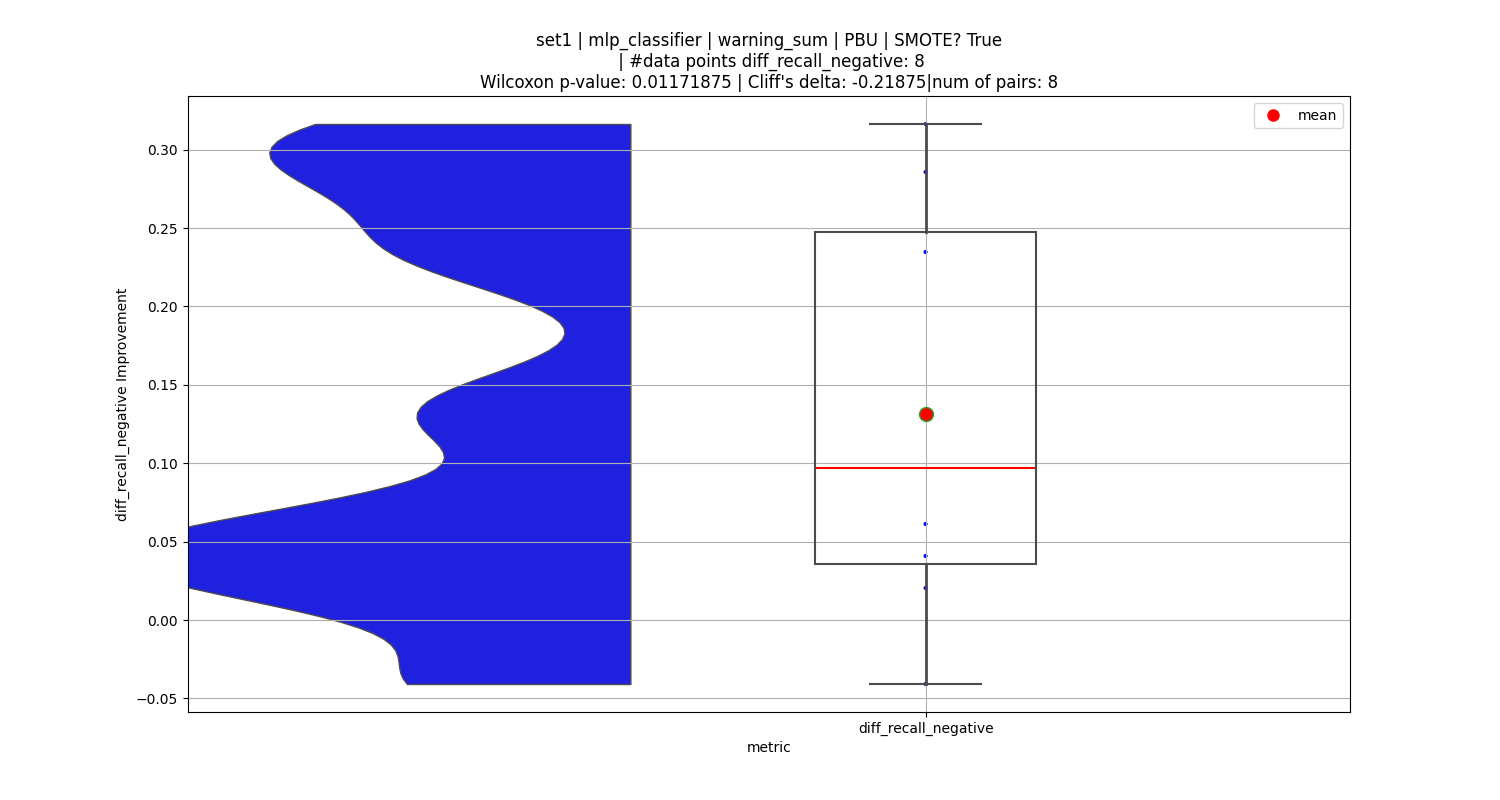 set1 | mlp_classifier | warning_sum | PBU | SMOTE? True
| #data points diff_recall_negative: 8
Wilcoxon p-value: 0.01171875 | Cliff's delta: -0.21875|num of pairs: 8
mean
0.30
0.25
0.20
0.15
0.10
0.05
0.00
−0.05
diff_recall_negative Improvement
diff_recall_negative
metric